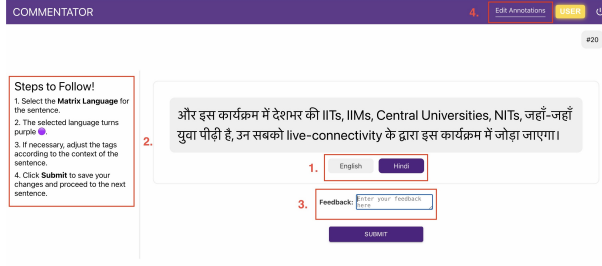 COMMENTATOR
4.
Edit Annotations
USER
#20
Steps to Follow!
1. Select the Matrix Language for
the sentence.
2. The selected language turns
purple
3. If necessary, adjust the tags
according to the context of the
sentence.
4. Click Submit to save your
changes and proceed to the next
sentence.
2.
और इस कार्यक्रम में देशभर की IITs, IIMs, Central Universities, NITs, जहाँ-जहाँ
युवा पीढ़ी है, उन सबको live-connectivity के द्वारा इस कार्यक्रम में जोड़ा जाएगा।
1.
English
Hindi
3.
Feedback:
Enter your feedback
here
SUBMIT